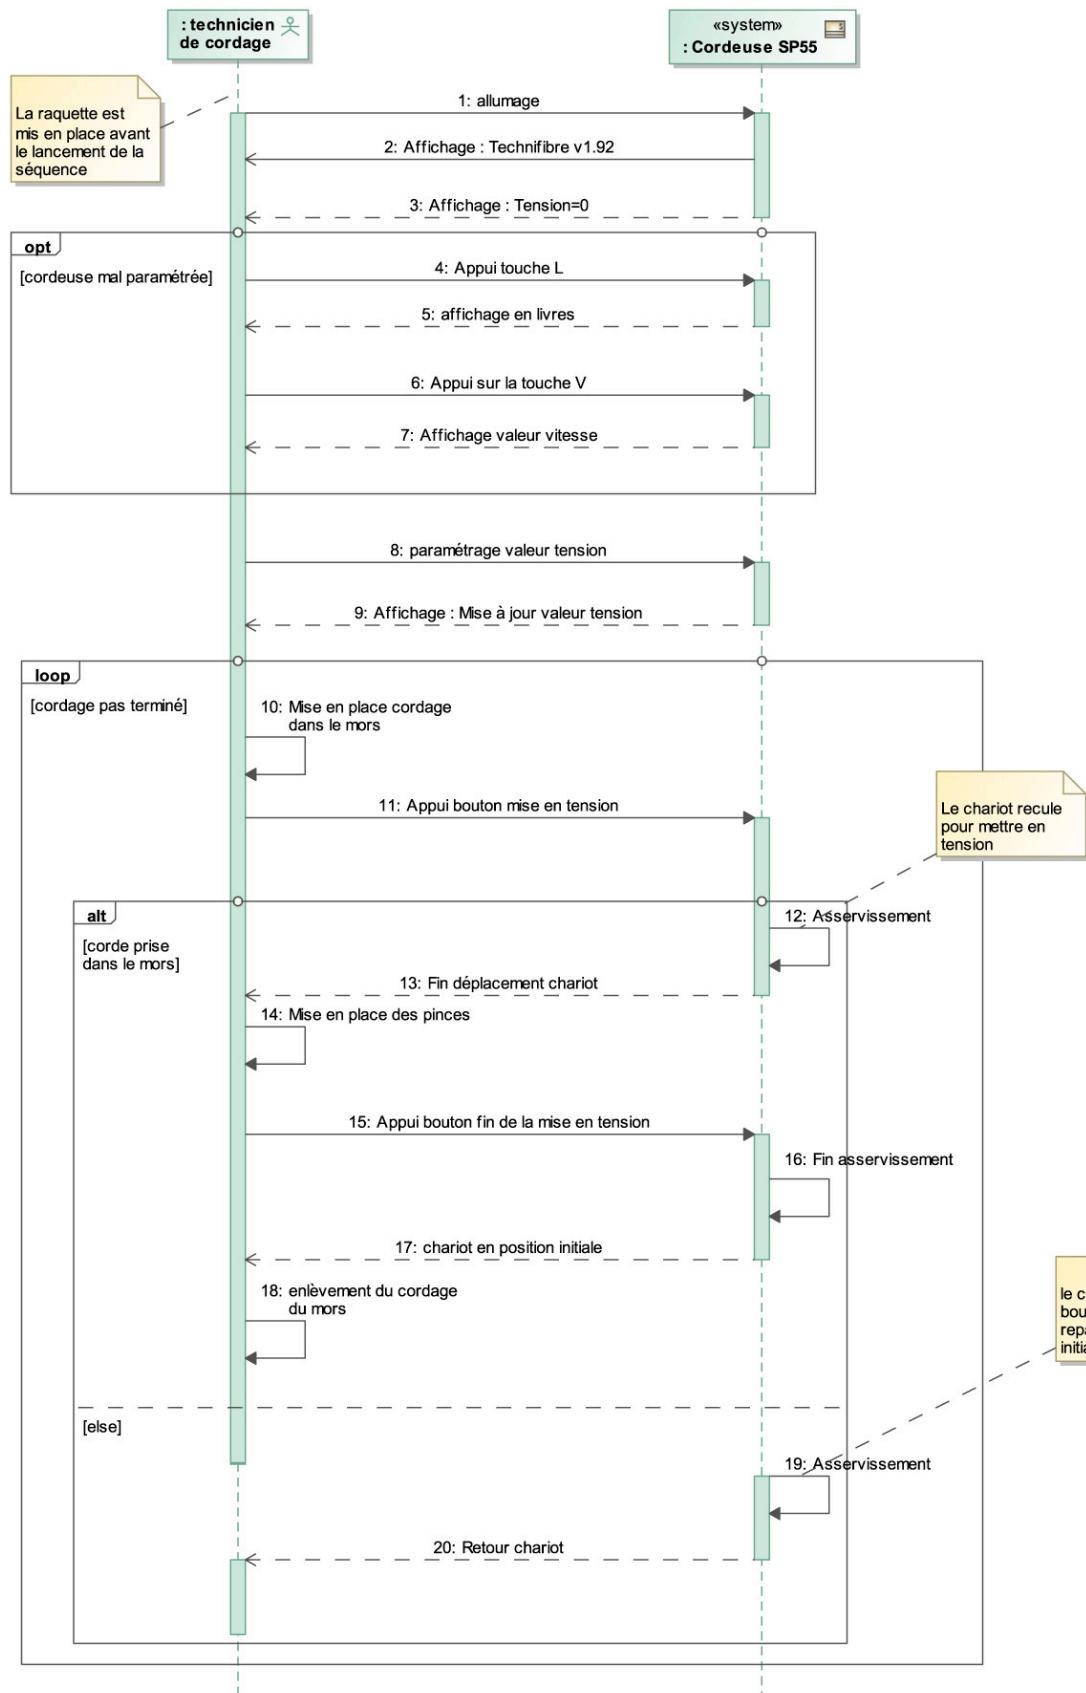 : technicien
de cordage
«system»
: Cordeuse SP55
La raquette est
mis en place avant
le lancement de la
séquence
1: allumage
2: Affichage : Technifibre v1.92
3: Affichage : Tension=0
opt
[cordeuse mal paramétrée]
4: Appui touche L
5: affichage en livres
6: Appui sur la touche V
7: Affichage valeur vitesse
8: paramétrage valeur tension
9: Affichage : Mise à jour valeur tension
loop
[cordage pas terminé]
10: Mise en place cordage
dans le mors
11: Appui bouton mise en tension
Le chariot recule
pour mettre en
tension
alt
[corde prise
dans le mors]
12: Asservissement
13: Fin déplacement chariot
14: Mise en place des pinces
15: Appui bouton fin de la mise en tension
16: Fin asservissement
17: chariot en position initiale
18: enlèvement du cordage
du mors
le c
bou
repa
initia
[else]
19: Asservissement
20: Retour chariot